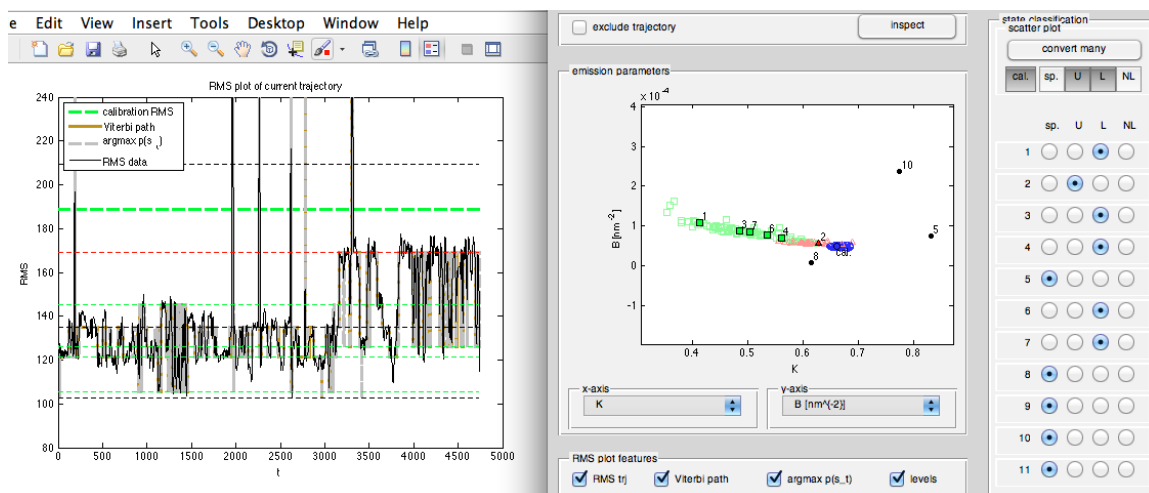 e Edit View Insert Tools Desktop Window Help
RMS plot of current trajectory
calibration RMS
Viterbi path
argmax p(s_t)
RMS data
240
220
200
180
160
140
120
100
80
RMS
0 500 1000 1500 2000 2500 3000 3500 4000 4500 5000
t
exclude trajectory
inspect
emission parameters
× 10⁻⁴
4
3
2
1
0
-1
B [nm⁻²]
10
5
1
3 7
6 4
2
8
cal.
0.4 0.5 0.6 0.7 0.8
K
x-axis
K
y-axis
B [nm^{-2}]
RMS plot features
RMS trj Viterbi path argmax p(s_t) levels
state classification
scatter plot
convert many
cal. sp. U L NL
sp. U L NL
1
2
3
4
5
6
7
8
9
10
11